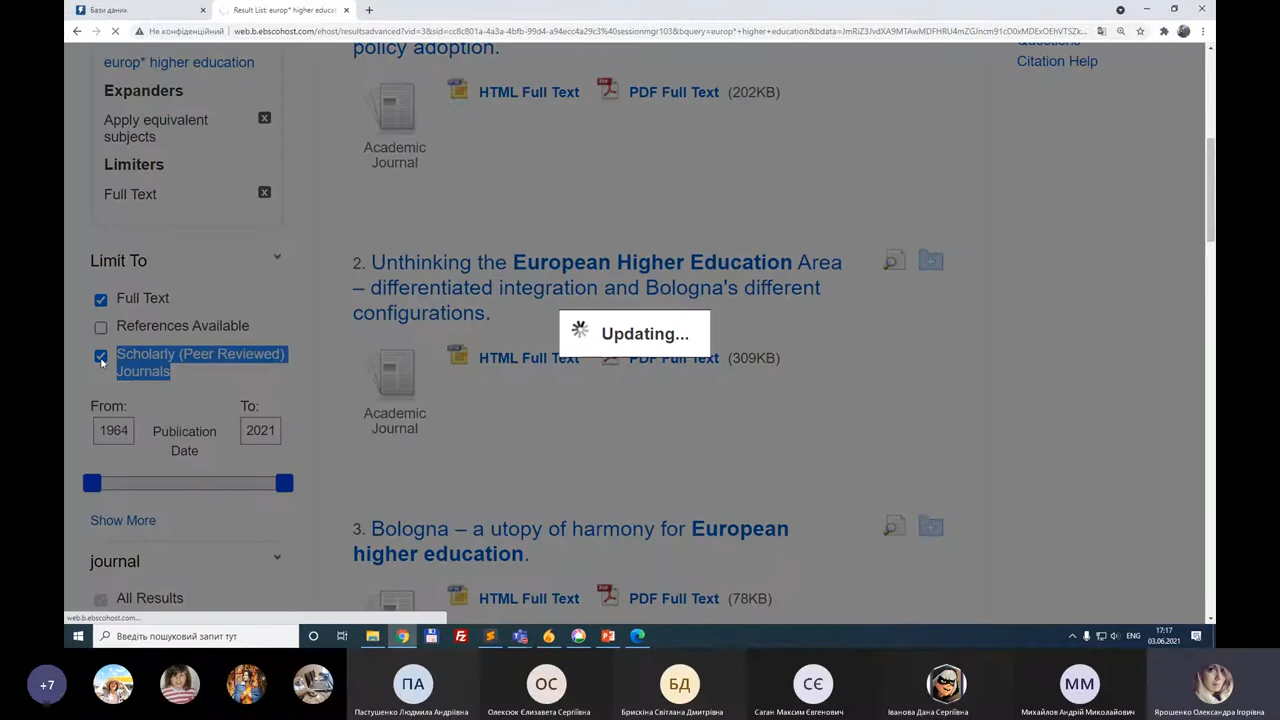 Бази даних
Result List: europ* higher educat
Не конфіденційний
web.b.ebscohost.com/ehost/resultsadvanced?vid=3&sid=cc8c801a-4a3a-4bfb-99d4-a94ecc4a29c3%40sessionmgr103&bquery=europ*+higher+education&bdata=
europ* higher education
Expanders
Apply equivalent
subjects
Limiters
Full Text
Limit To
Full Text
References Available
Scholarly (Peer Reviewed)
Journals
From:
To:
1964
Publication
Date
2021
Show More
journal
All Results
policy adoption.
HTML Full Text
PDF Full Text
(202KB)
Academic
Journal
2. Unthinking the European Higher Education Area
– differentiated integration and Bologna's different
configurations.
Updating...
HTML Full Text
PDF Full Text
(309KB)
Academic
Journal
3. Bologna – a utopy of harmony for European
higher education.
HTML Full Text
PDF Full Text
(78KB)
Questions
Citation Help
web.b.ebscohost.com...
Введіть пошуковий запит тут
ENG
17:17
03.06.2021
+7
ПА
Пастушенко Людмила Андріївна
ОС
Олексюк Єлизавета Сергіївна
БД
Брискіна Світлана Дмитрівна
СЄ
Саган Максим Євгенович
Іванова Дана Сергіївна
ММ
Михайлов Андрій Миколайович
Ярошенко Олександра Ігорівна